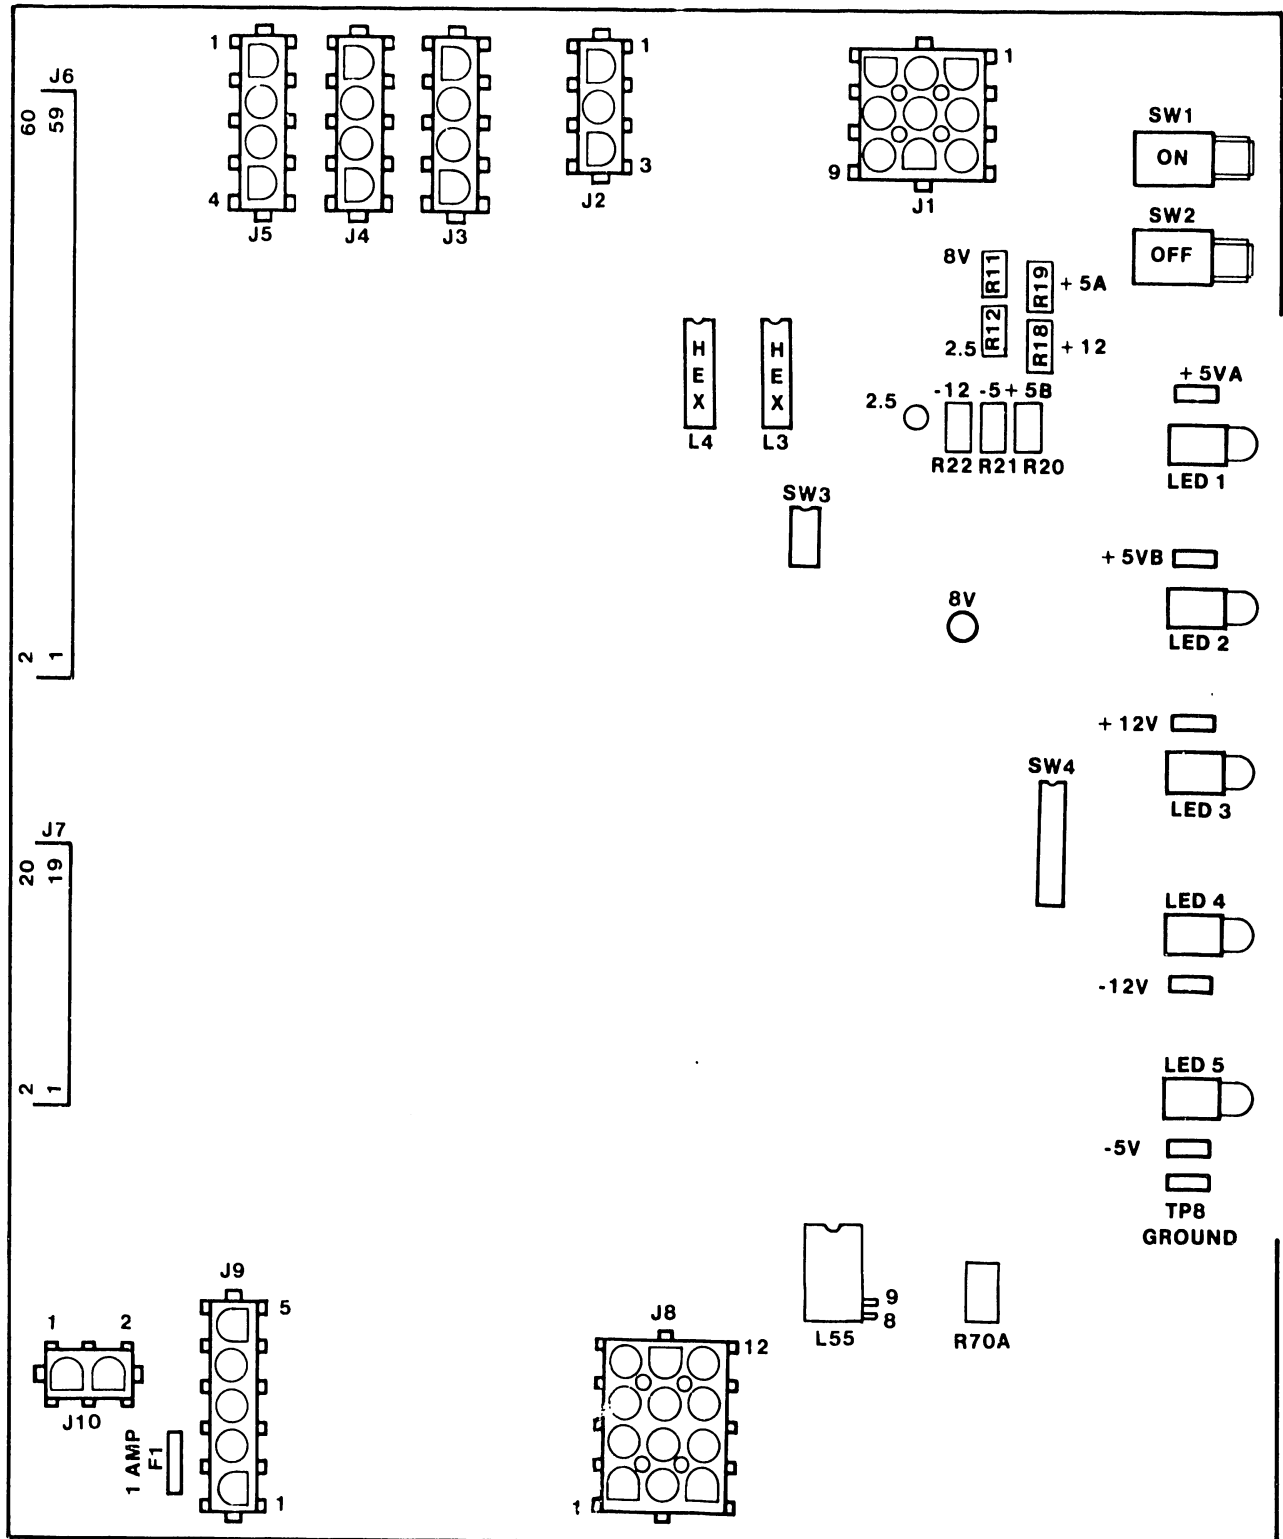 1
1
1
J6
60
59
SW1
ON
4
J5
J4
J3
3
J2
9
J1
SW2
OFF
8V
R11
R19
+ 5A
R12
2.5
R18
+ 12
HEX
HEX
L4
L3
2.5
-12
-5
+ 5B
R22
R21
R20
+ 5VA
LED 1
SW3
+ 5VB
LED 2
8V
2
1
+ 12V
LED 3
SW4
J7
20
19
LED 4
-12V
2
1
LED 5
-5V
TP8
GROUND
9
8
L55
R70A
J9
5
1
2
J10
1 AMP
F1
1
J8
12
1